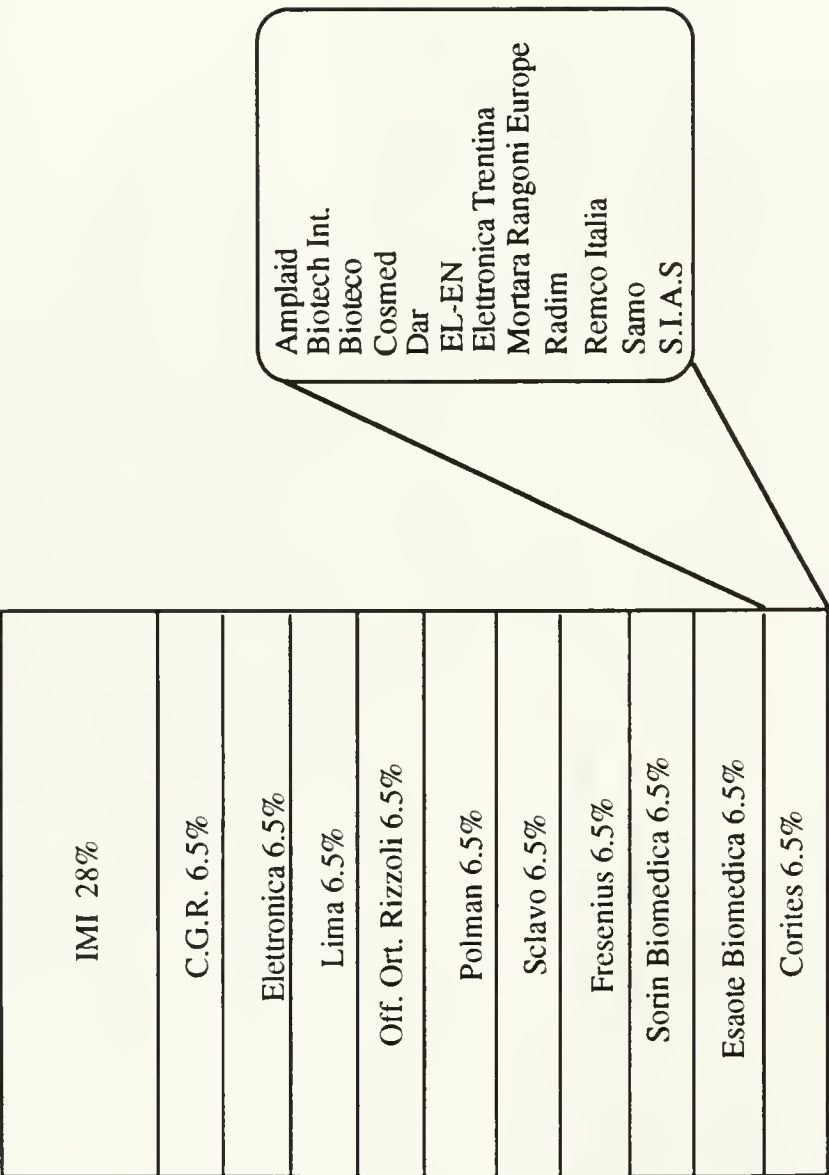 IMI 28%
C.G.R. 6.5%
Elettronica 6.5%
Lima 6.5%
Off. Ort. Rizzoli 6.5%
Polman 6.5%
Sclavo 6.5%
Fresenius 6.5%
Sorin Biomedica 6.5%
Esaote Biomedica 6.5%
Corites 6.5%
Amplaid
Biotech Int.
Bioteco
Cosmed
Dar
EL-EN
Elettronica Trentina
Mortara Rangoni Europe
Radim
Remco Italia
Samo
S.I.A.S